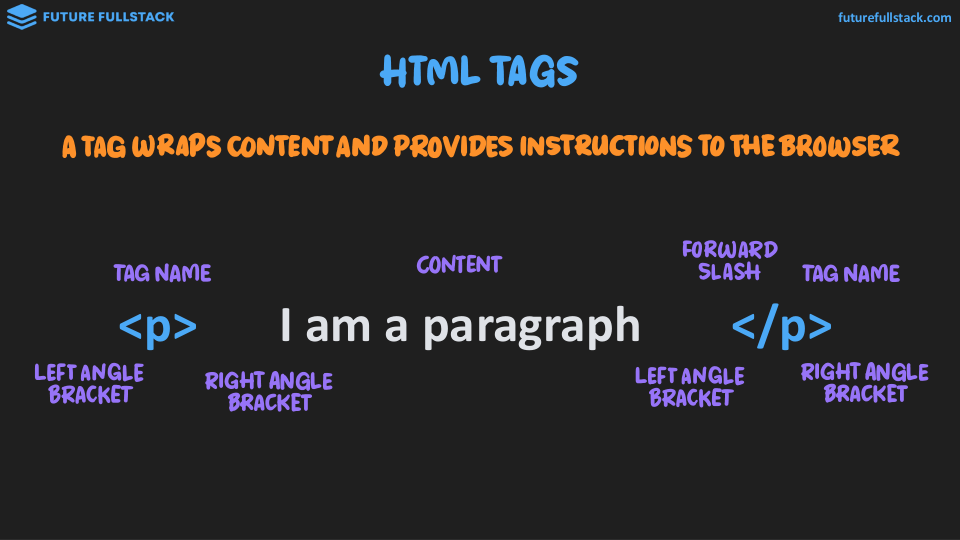 FUTURE FULLSTACK
futurefullstack.com
HTML TAGS
A TAG WRAPS CONTENT AND PROVIDES INSTRUCTIONS TO THE BROWSER
TAG NAME
CONTENT
FORWARD
SLASH
TAG NAME
<p>
I am a paragraph
</p>
LEFT ANGLE
BRACKET
RIGHT ANGLE
BRACKET
LEFT ANGLE
BRACKET
RIGHT ANGLE
BRACKET